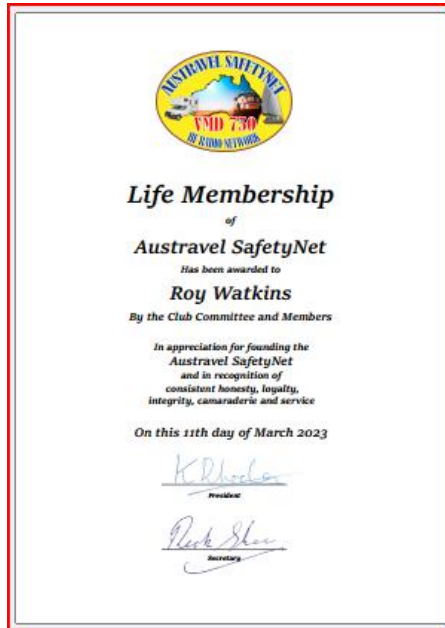 AUSTRAVEL SAFETYNET
VMD 750
HF RADIO NETWORK
Life Membership
of
Austravel SafetyNet
Has been awarded to
Roy Watkins
By the Club Committee and Members
In appreciation for founding the
Austravel SafetyNet
and in recognition of
consistent honesty, loyalty,
integrity, camaraderie and service
On this 11th day of March 2023
K Rhodes
President
Secretary